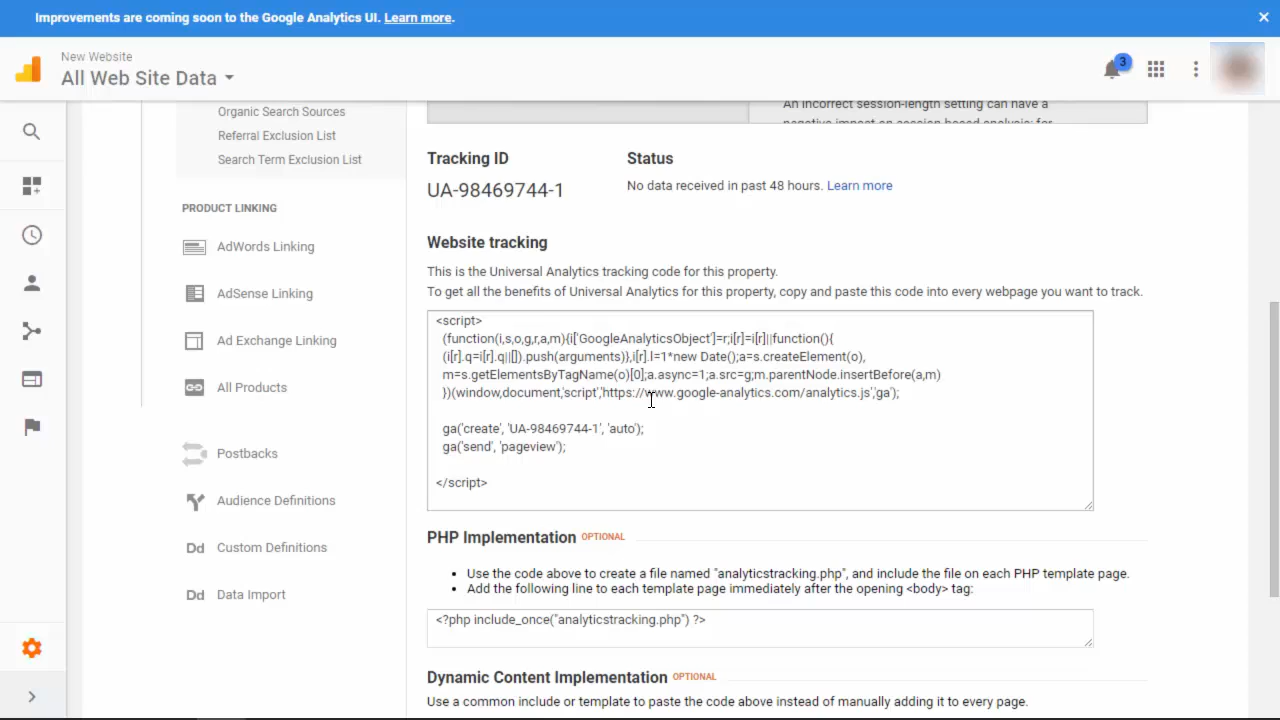 Improvements are coming soon to the Google Analytics UI. Learn more.
New Website
All Web Site Data
3
Organic Search Sources
Referral Exclusion List
Search Term Exclusion List
PRODUCT LINKING
AdWords Linking
AdSense Linking
Ad Exchange Linking
All Products
Postbacks
Audience Definitions
Dd Custom Definitions
Dd Data Import
An incorrect session-length setting can have a
negative impact on session-based analysis; for
Tracking ID
UA-98469744-1
Status
No data received in past 48 hours. Learn more
Website tracking
This is the Universal Analytics tracking code for this property.
To get all the benefits of Universal Analytics for this property, copy and paste this code into every webpage you want to track.
<script>
(function(i,s,o,g,r,a,m){i['GoogleAnalyticsObject']=r;i[r]=i[r]||function(){
(i[r].q=i[r].q||[]).push(arguments)},i[r].l=1*new Date();a=s.createElement(o),
m=s.getElementsByTagName(o)[0];a.async=1;a.src=g;m.parentNode.insertBefore(a,m)
})(window,document,'script','https://www.google-analytics.com/analytics.js','ga');
ga('create', 'UA-98469744-1', 'auto');
ga('send', 'pageview');
</script>
PHP Implementation OPTIONAL
• Use the code above to create a file named "analyticstracking.php", and include the file on each PHP template page.
• Add the following line to each template page immediately after the opening <body> tag:
<?php include_once("analyticstracking.php") ?>
Dynamic Content Implementation OPTIONAL
Use a common include or template to paste the code above instead of manually adding it to every page.